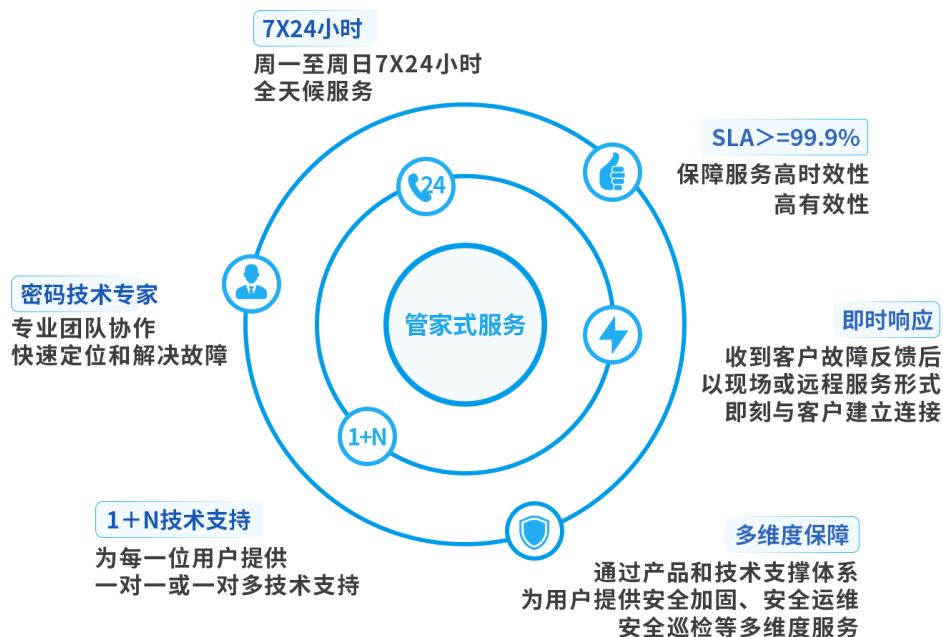 7X24小时
周一至周日7X24小时
全天候服务
SLA＞=99.9%
保障服务高时效性
高有效性
24
密码技术专家
专业团队协作
快速定位和解决故障
管家式服务
即时响应
收到客户故障反馈后
以现场或远程服务形式
即刻与客户建立连接
1+N
1＋N技术支持
为每一位用户提供
一对一或一对多技术支持
多维度保障
通过产品和技术支撑体系
为用户提供安全加固、安全运维
安全巡检等多维度服务